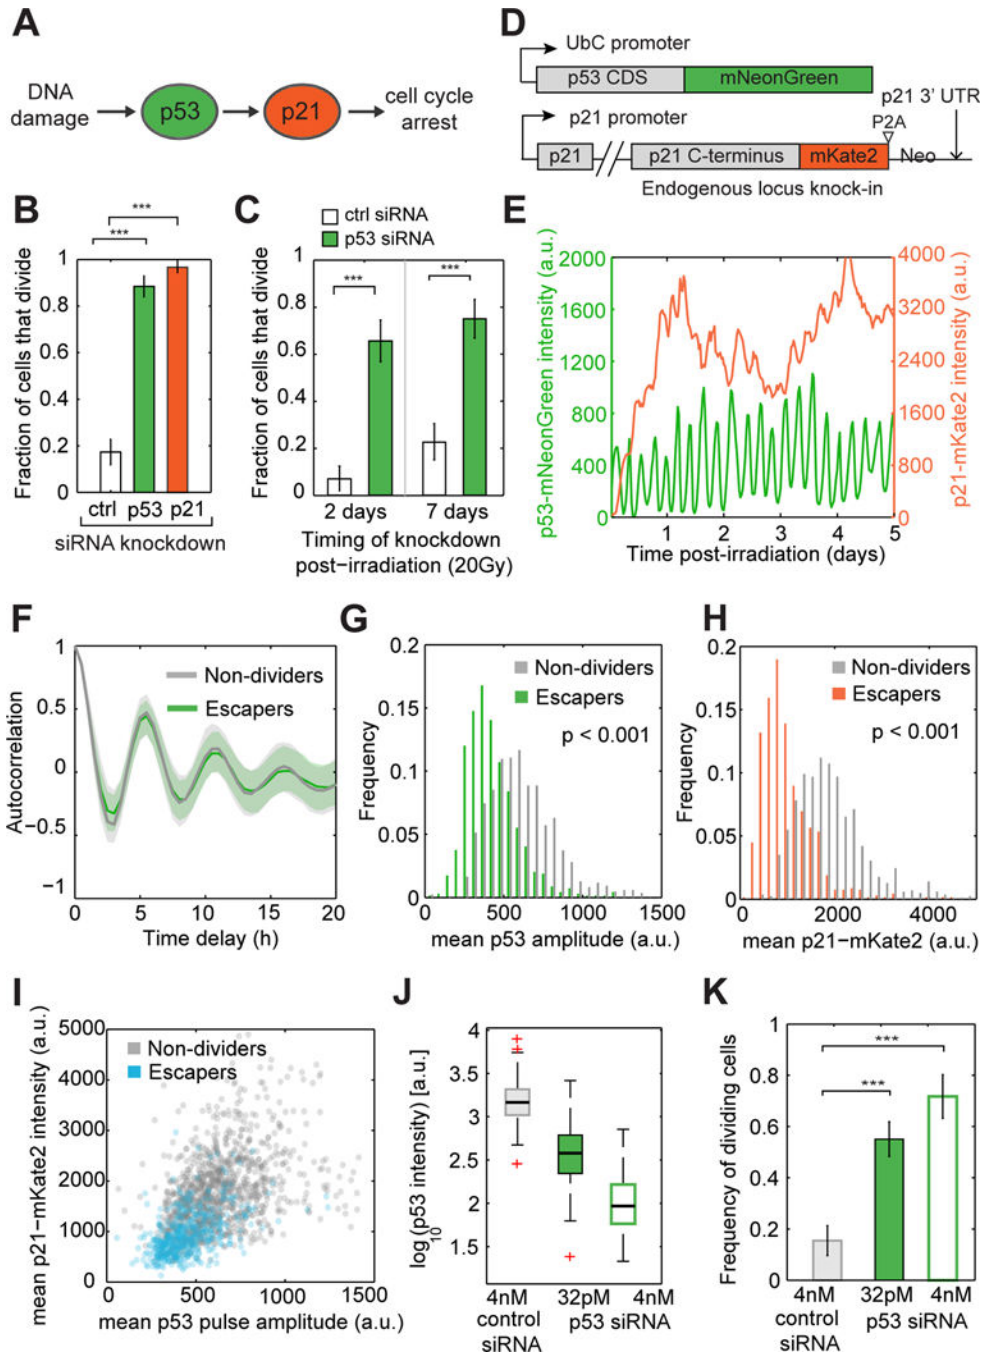 A
DNA
damage
p53
p21
cell cycle
arrest
D
UbC promoter
p53 CDS
mNeonGreen
p21 3' UTR
p21 promoter
P2A
p21
p21 C-terminus
mKate2
Neo
Endogenous locus knock-in
B
Fraction of cells that divide
1
0.8
0.6
0.4
0.2
0
***
***
ctrl
p53
p21
siRNA knockdown
C
ctrl siRNA
p53 siRNA
Fraction of cells that divide
1
0.8
0.6
0.4
0.2
0
***
***
2 days
7 days
Timing of knockdown
post-irradiation (20Gy)
E
p53-mNeonGreen intensity (a.u.)
2000
1600
1200
800
400
0
4000
3200
2400
1600
800
0
p21-mKate2 intensity (a.u.)
1
2
3
4
5
Time post-irradiation (days)
F
Autocorrelation
1
0.5
0
−0.5
−1
Non-dividers
Escapers
0
5
10
15
20
Time delay (h)
G
Frequency
0.2
0.15
0.1
0.05
0
Non-dividers
Escapers
p < 0.001
0
500
1000
1500
mean p53 amplitude (a.u.)
H
Frequency
0.2
0.15
0.1
0.05
0
Non-dividers
Escapers
p < 0.001
0
2000
4000
mean p21−mKate2 (a.u.)
I
mean p21−mKate2 intensity (a.u.)
5000
4000
3000
2000
1000
0
Non-dividers
Escapers
0
500
1000
1500
mean p53 pulse amplitude (a.u.)
J
log10(p53 intensity) [a.u.]
4
3.5
3
2.5
2
1.5
4nM
control
siRNA
32pM
4nM
p53 siRNA
K
Frequency of dividing cells
1
0.8
0.6
0.4
0.2
0
***
***
4nM
control
siRNA
32pM
4nM
p53 siRNA